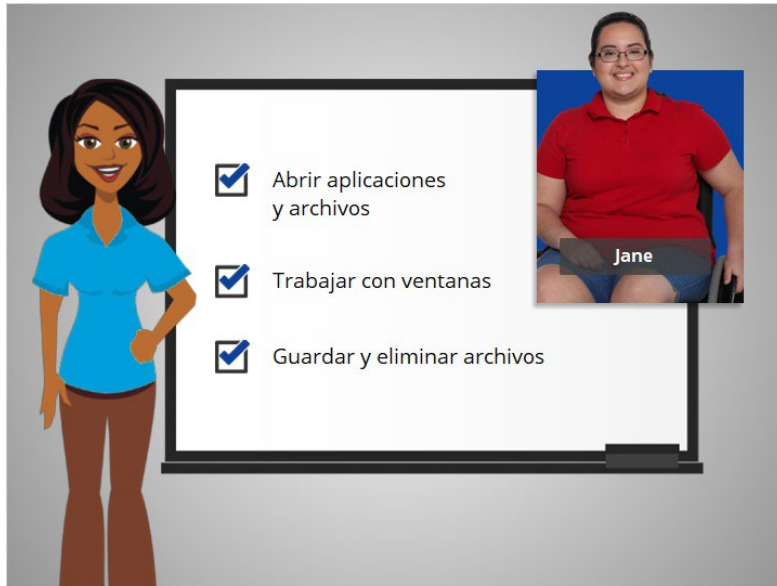 Abrir aplicaciones
y archivos
Trabajar con ventanas
Guardar y eliminar archivos
Jane